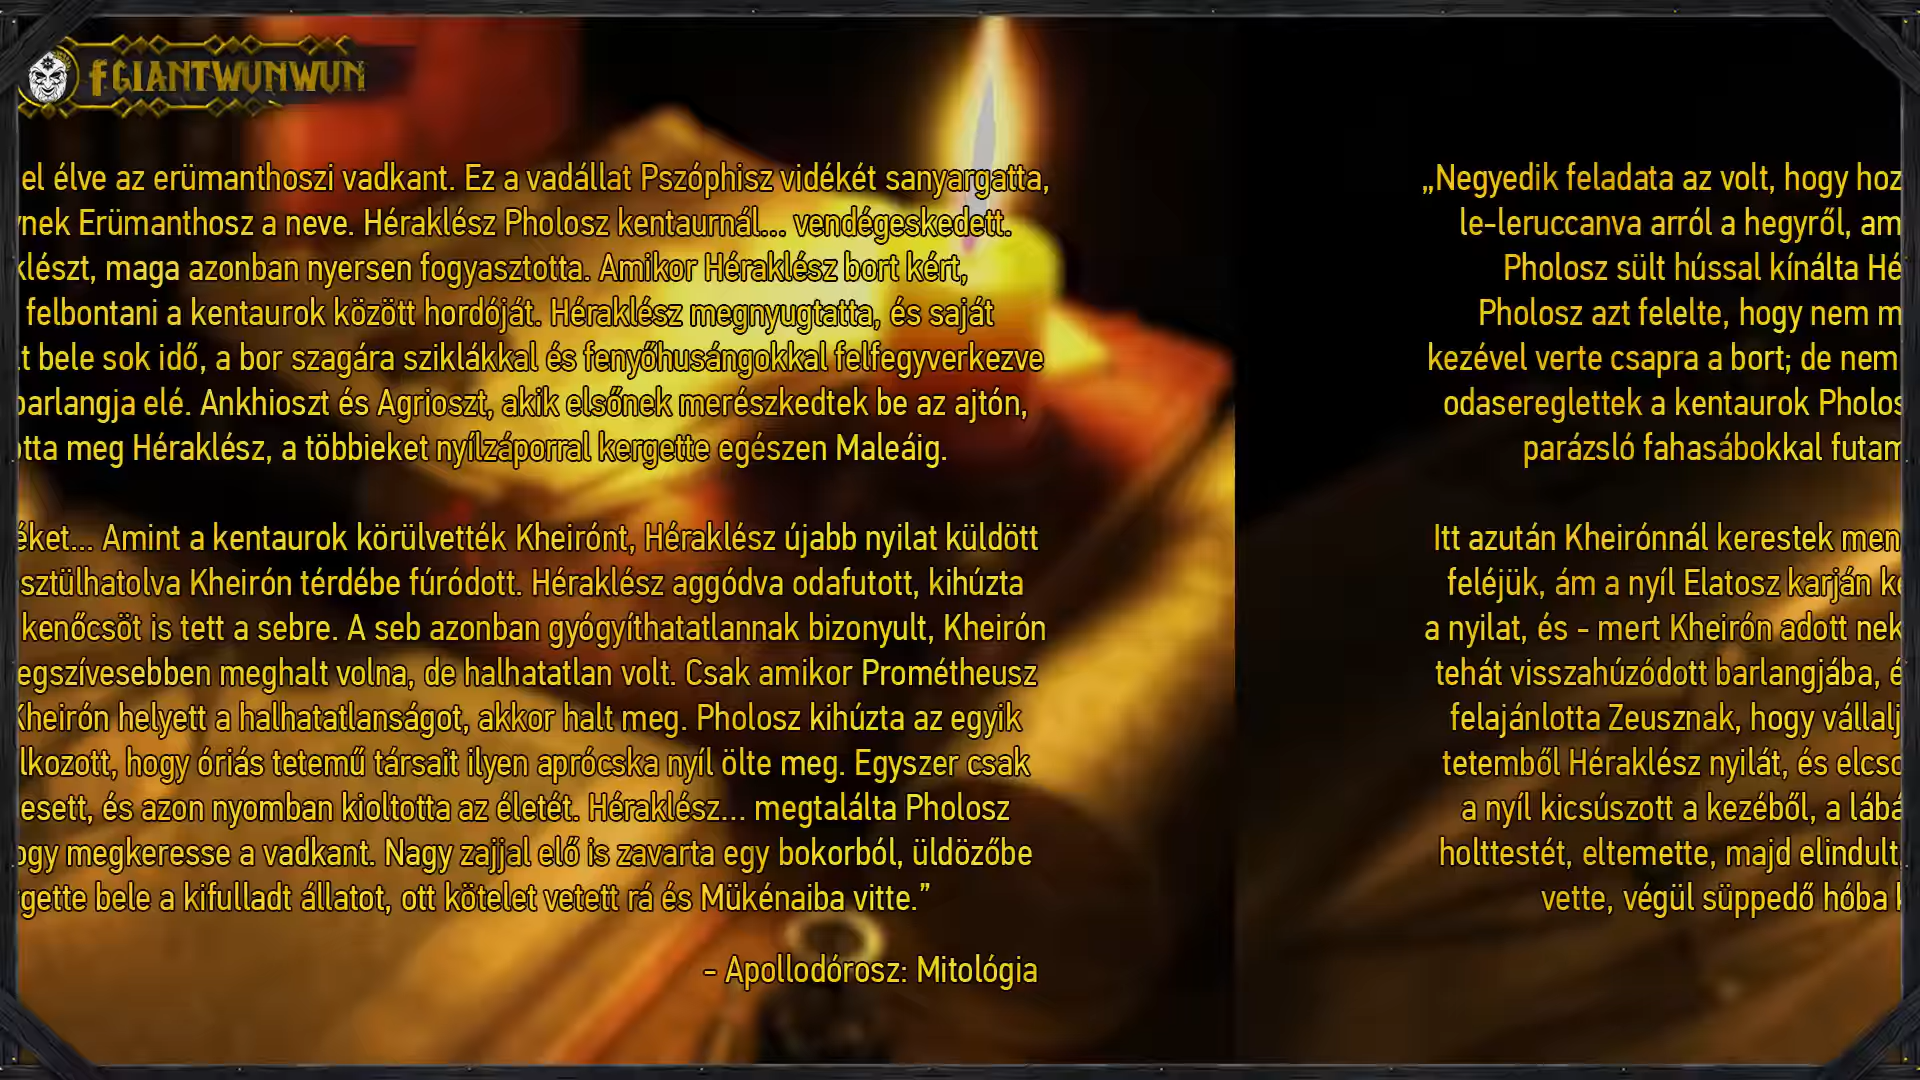 FGIANTWUNWUN
el élve az erümanthoszi vadkant. Ez a vadállat Pszóphisz vidékét sanyargatta,
nek Erümanthosz a neve. Héraklész Pholosz kentaurnál... vendégeskedett.
klészt, maga azonban nyersen fogyasztotta. Amikor Héraklész bort kért,
felbontani a kentaurok között hordóját. Héraklész megnyugtatta, és saját
t bele sok idő, a bor szagára sziklákkal és fenyőhusángokkal felfegyverkezve
barlangja elé. Ankhioszt és Agrioszt, akik elsőnek merészkedtek be az ajtón,
otta meg Héraklész, a többieket nyílzáporral kergette egészen Maleáig.
éket... Amint a kentaurok körülvették Kheirónt, Héraklész újabb nyilat küldött
sztülhatolva Kheirón térdébe fúródott. Héraklész aggódva odafutott, kihúzta
kenőcsöt is tett a sebre. A seb azonban gyógyíthatatlannak bizonyult, Kheirón
egszívesebben meghalt volna, de halhatatlan volt. Csak amikor Prométheusz
Kheirón helyett a halhatatlanságot, akkor halt meg. Pholosz kihúzta az egyik
lkozott, hogy óriás tetemű társait ilyen aprócska nyíl ölte meg. Egyszer csak
esett, és azon nyomban kioltotta az életét. Héraklész... megtalálta Pholosz
ogy megkeresse a vadkant. Nagy zajjal elő is zavarta egy bokorból, üldözőbe
gette bele a kifulladt állatot, ott kötelet vetett rá és Mükénaiba vitte.”
- Apollodórosz: Mitológia
„Negyedik feladata az volt, hogy hoz
le-leruccanva arról a hegyről, am
Pholosz sült hússal kínálta Hé
Pholosz azt felelte, hogy nem m
kezével verte csapra a bort; de nem
odasereglettek a kentaurok Pholos
parázsló fahasábokkal futam
Itt azután Kheirónnál kerestek men
feléjük, ám a nyíl Elatosz karján ke
a nyilat, és - mert Kheirón adott nek
tehát visszahúzódott barlangjába, é
felajánlotta Zeusznak, hogy vállalj
tetemből Héraklész nyilát, és elcso
a nyíl kicsúszott a kezéből, a lábá
holttestét, eltemette, majd elindult,
vette, végül süppedő hóba k